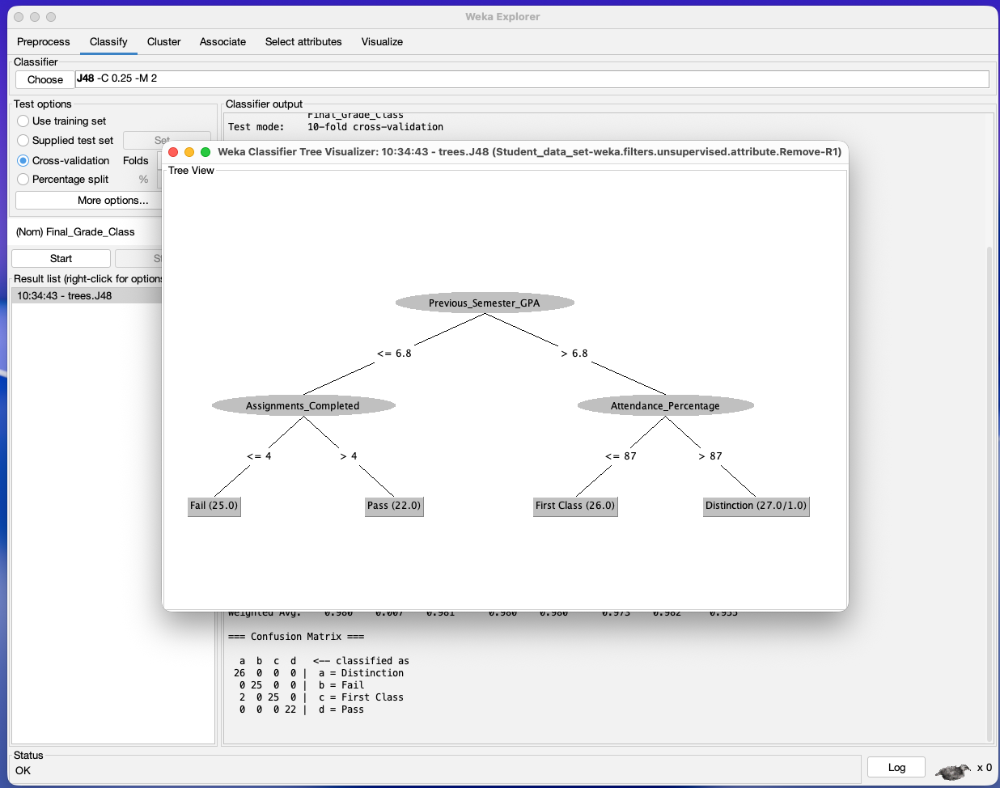 Weka Explorer
Preprocess Classify Cluster Associate Select attributes Visualize
Classifier
Choose J48 -C 0.25 -M 2
Test options
Use training set
Supplied test set Set...
Cross-validation Folds
Percentage split %
More options...
(Nom) Final_Grade_Class
Start
Result list (right-click for options
10:34:43 - trees.J48
Classifier output
Final_Grade_Class
Test mode: 10-fold cross-validation
Weka Classifier Tree Visualizer: 10:34:43 - trees.J48 (Student_data_set-weka.filters.unsupervised.attribute.Remove-R1)
Tree View
Previous_Semester_GPA
<= 6.8 > 6.8
Assignments_Completed Attendance_Percentage
<= 4 > 4 <= 87 > 87
Fail (25.0) Pass (22.0) First Class (26.0) Distinction (27.0/1.0)
Weighted Avg. 0.980 0.007 0.981 0.980 0.980 0.973 0.982 0.955
=== Confusion Matrix ===
a b c d <-- classified as
26 0 0 0 | a = Distinction
0 25 0 0 | b = Fail
2 0 25 0 | c = First Class
0 0 0 22 | d = Pass
Status
OK
Log x 0